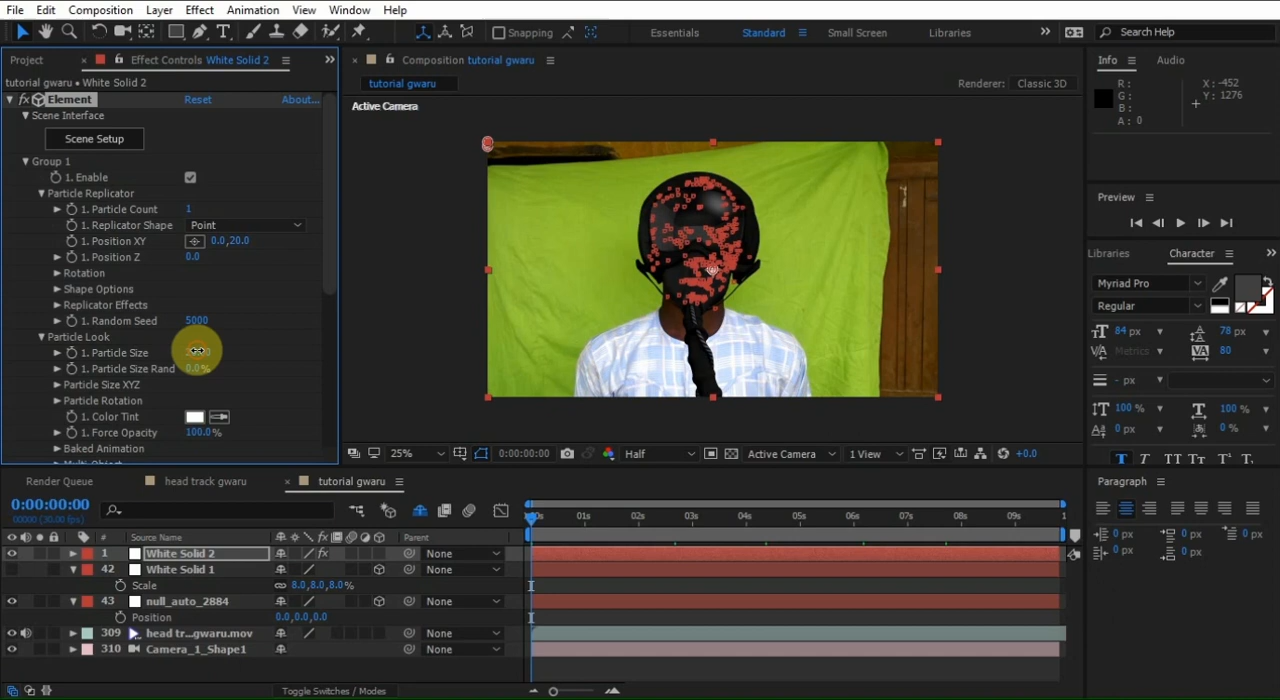 File Edit Composition Layer Effect Animation View Window Help
Snapping Essentials Standard Small Screen Libraries Search Help
Project Effect Controls White Solid 2
Composition tutorial gwaru
Info Audio
tutorial gwaru • White Solid 2
tutorial gwaru
Renderer: Classic 3D
R :
G :
B :
A : 0
X : -452
Y : 1276
fx Element Reset About...
Active Camera
Scene Interface
Scene Setup
Group 1
1. Enable
Particle Replicator
1. Particle Count 1
1. Replicator Shape Point
1. Position XY 0.0,20.0
1. Position Z 0.0
Rotation
Shape Options
Replicator Effects
1. Random Seed 5000
Particle Look
1. Particle Size
1. Particle Size Rand 0.0%
Particle Size XYZ
Particle Rotation
1. Color Tint
1. Force Opacity 100.0%
Baked Animation
Preview
Libraries Character
Myriad Pro
Regular
84 px 78 px
Metrics 80
- px
100 % 100 %
0 px 0 %
T T TT Tt T T
25% 0:00:00:00 Half Active Camera 1 View +0.0
Render Queue head track gwaru tutorial gwaru
Paragraph
0:00:00:00
00000 (30.00 fps)
01s 02s 03s 04s 05s 06s 07s 08s 09s
# Source Name Parent
1 White Solid 2 fx None
42 White Solid 1 None
Scale 8.0,8.0,8.0%
43 null_auto_2884 None
Position 0.0,0.0,0.0
309 head tr...gwaru.mov None
310 Camera_1_Shape1 None
0 px 0 px 0 px
0 px 0 px
Toggle Switches / Modes